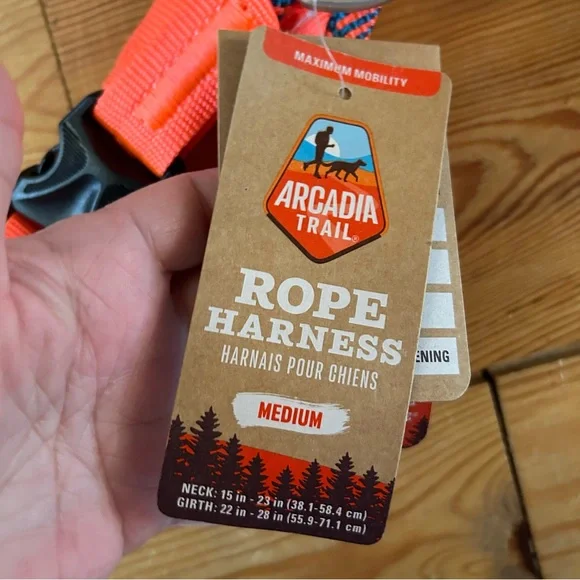 MAXIMUM MOBILITY
ARCADIA
TRAIL®
ROPE
HARNESS
HARNAIS POUR CHIENS
MEDIUM
NECK: 15 in - 23 in (38.1-58.4 cm)
GIRTH: 22 in - 28 in (55.9-71.1 cm)
ENING